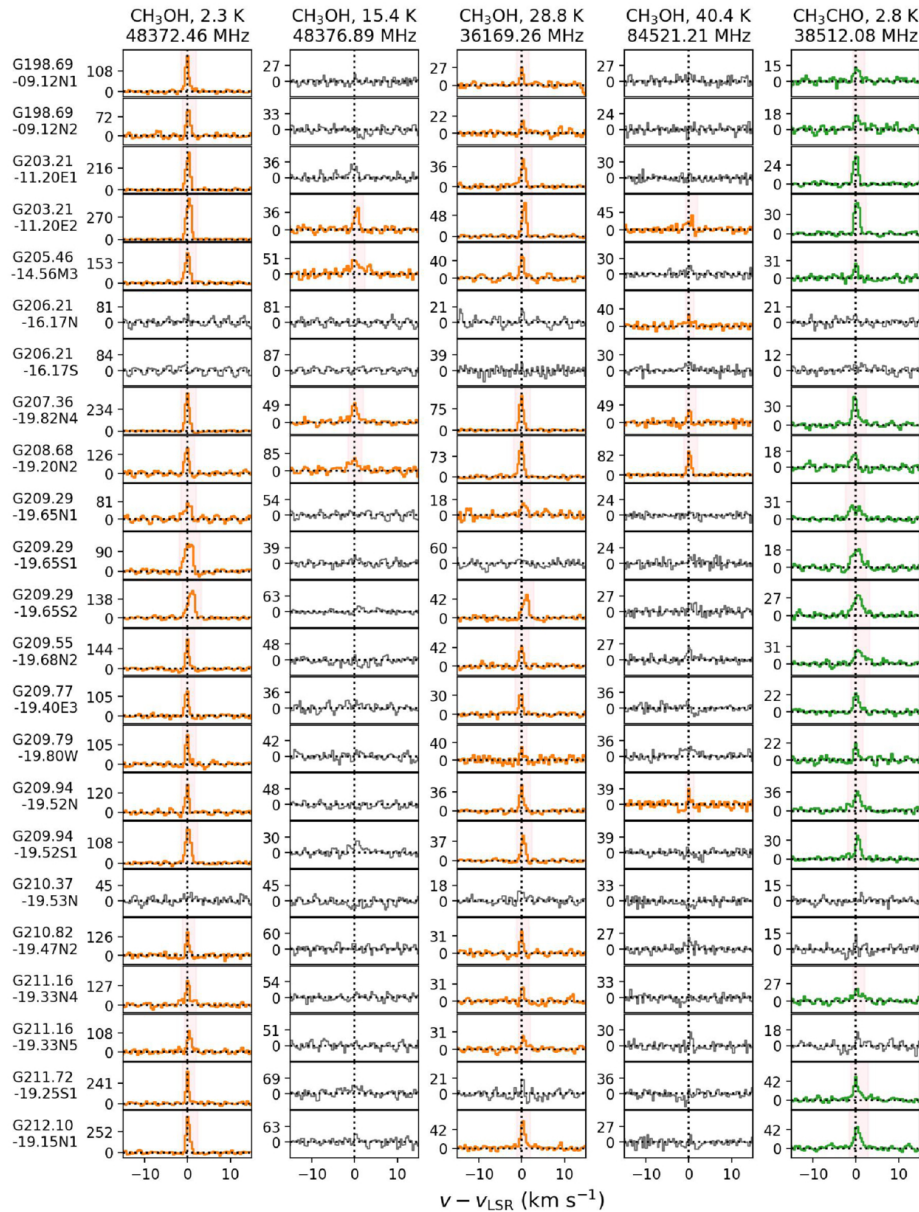 CH₃OH, 2.3 K CH₃OH, 15.4 K CH₃OH, 28.8 K CH₃OH, 40.4 K CH₃CHO, 2.8 K
48372.46 MHz 48376.89 MHz 36169.26 MHz 84521.21 MHz 38512.08 MHz
G198.69 108 27 27 27 15
-09.12N1 0 0 0 0 0
G198.69 72 33 22 24 18
-09.12N2 0 0 0 0 0
G203.21 216 36 36 30 24
-11.20E1 0 0 0 0 0
G203.21 270 36 48 45 30
-11.20E2 0 0 0 0 0
G205.46 153 51 40 30 31
-14.56M3 0 0 0 0 0
G206.21 81 81 21 40 21
-16.17N 0 0 0 0 0
G206.21 84 87 39 30 12
-16.17S 0 0 0 0 0
G207.36 234 49 75 49 30
-19.82N4 0 0 0 0 0
G208.68 126 85 73 82 18
-19.20N2 0 0 0 0 0
G209.29 81 54 18 24 31
-19.65N1 0 0 0 0 0
G209.29 90 39 60 24 18
-19.65S1 0 0 0 0 0
G209.29 138 63 42 27 27
-19.65S2 0 0 0 0 0
G209.55 144 48 42 27 31
-19.68N2 0 0 0 0 0
G209.77 105 36 30 36 22
-19.40E3 0 0 0 0 0
G209.79 105 42 40 36 22
-19.80W 0 0 0 0 0
G209.94 120 40 36 39 36
-19.52N 0 0 0 0 0
G209.94 108 30 37 39 30
-19.52S1 0 0 0 0 0
G210.37 45 45 18 33 15
-19.53N 0 0 0 0 0
G210.82 126 60 31 27 15
-19.47N2 0 0 0 0 0
G211.16 127 54 31 33 27
-19.33N4 0 0 0 0 0
G211.16 108 51 31 30 18
-19.33N5 0 0 0 0 0
G211.72 241 69 21 36 42
-19.25S1 0 0 0 0 0
G212.10 252 63 42 27 42
-19.15N1 0 0 0 0 0
−10 0 10 −10 0 10 −10 0 10 −10 0 10 −10 0 10
v − v_LSR (km s⁻¹)